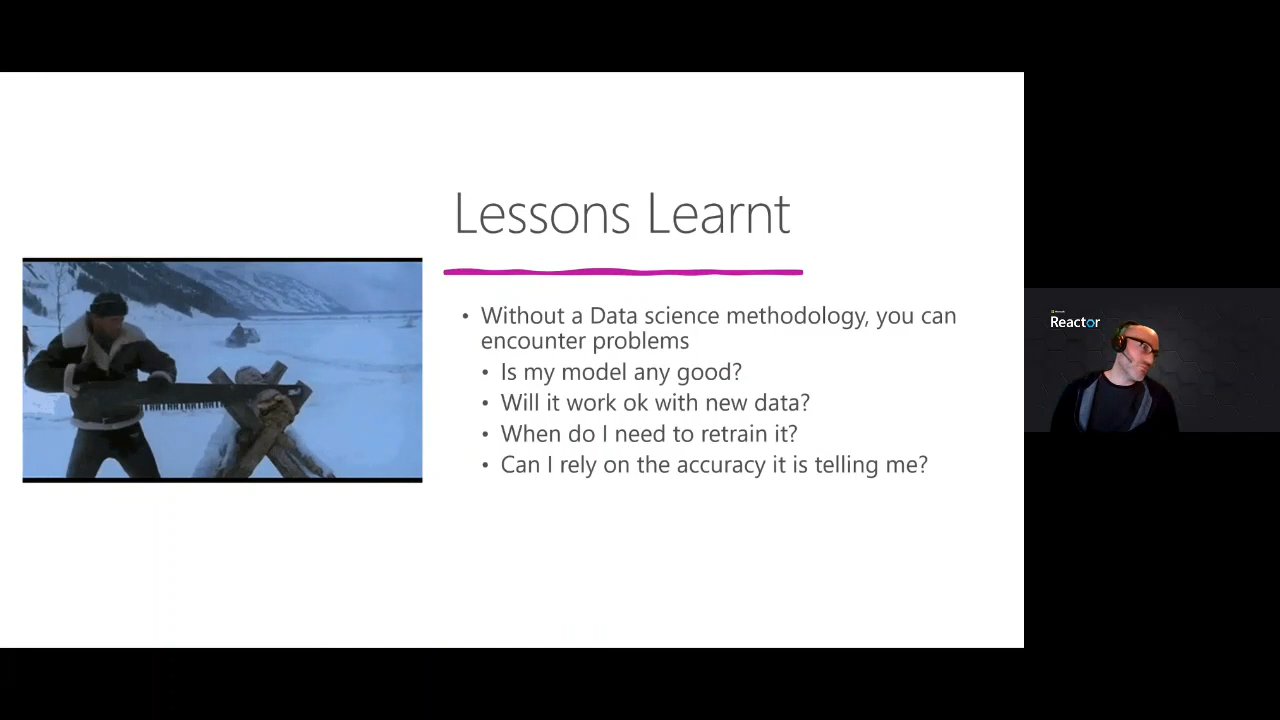 Lessons Learnt
• Without a Data science methodology, you can
encounter problems
• Is my model any good?
• Will it work ok with new data?
• When do I need to retrain it?
• Can I rely on the accuracy it is telling me?
Reactor